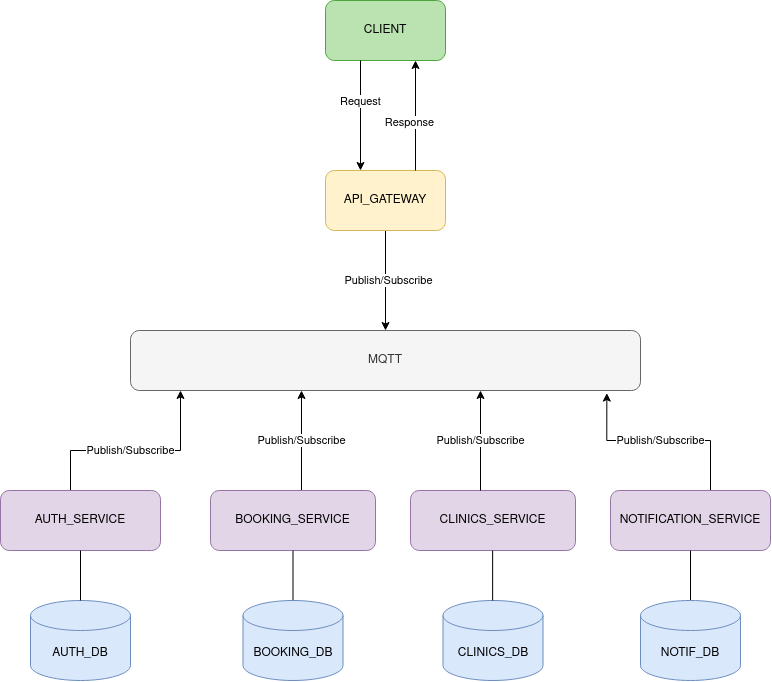 CLIENT
Request
Response
API_GATEWAY
Publish/Subscribe
MQTT
Publish/Subscribe
Publish/Subscribe
Publish/Subscribe
Publish/Subscribe
AUTH_SERVICE
BOOKING_SERVICE
CLINICS_SERVICE
NOTIFICATION_SERVICE
AUTH_DB
BOOKING_DB
CLINICS_DB
NOTIF_DB